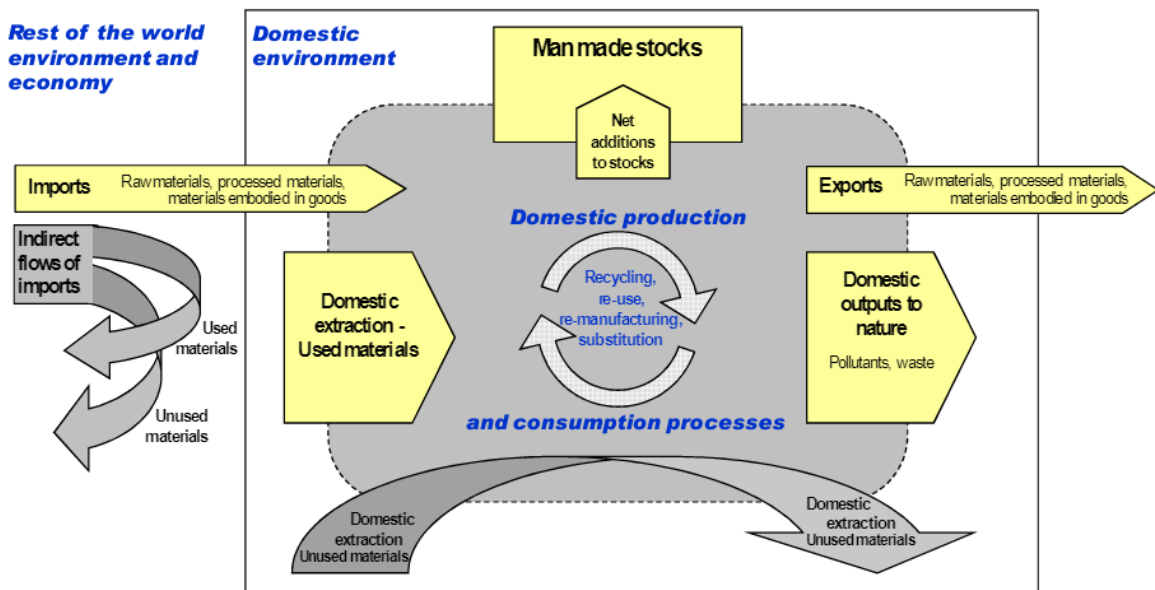 Rest of the world
environment and
economy
Domestic
environment
Man made stocks
Net
additions
to stocks
Imports
Raw materials, processed materials,
materials embodied in goods
Exports
Raw materials, processed materials,
materials embodied in goods
Indirect
flows of
imports
Used
materials
Unused
materials
Domestic
extraction -
Used materials
Domestic production
Recycling,
re-use,
re-manufacturing,
substitution
and consumption processes
Domestic
outputs to
nature
Pollutants, waste
Domestic
extraction
Unused materials
Domestic
extraction
Unused materials